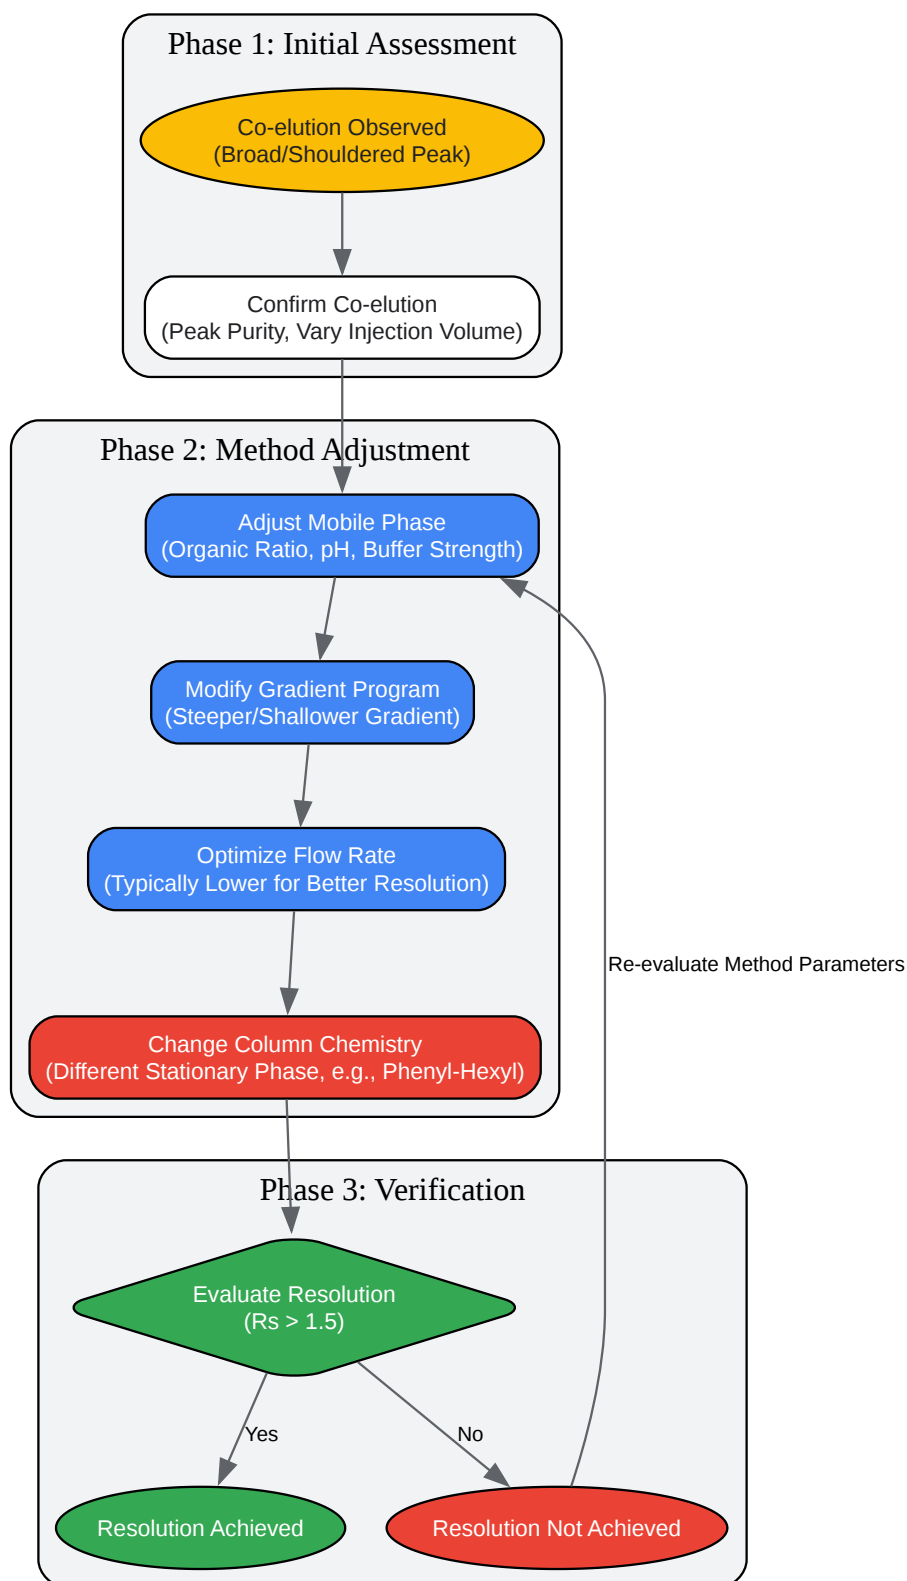 Phase 1: Initial Assessment
Co-elution Observed
(Broad/Shouldered Peak)
Confirm Co-elution
(Peak Purity, Vary Injection Volume)
Phase 2: Method Adjustment
Adjust Mobile Phase
(Organic Ratio, pH, Buffer Strength)
Modify Gradient Program
(Steeper/Shallower Gradient)
Optimize Flow Rate
(Typically Lower for Better Resolution)
Re-evaluate Method Parameters
Change Column Chemistry
(Different Stationary Phase, e.g., Phenyl-Hexyl)
Phase 3: Verification
Evaluate Resolution
(Rs > 1.5)
Yes
No
Resolution Achieved
Resolution Not Achieved